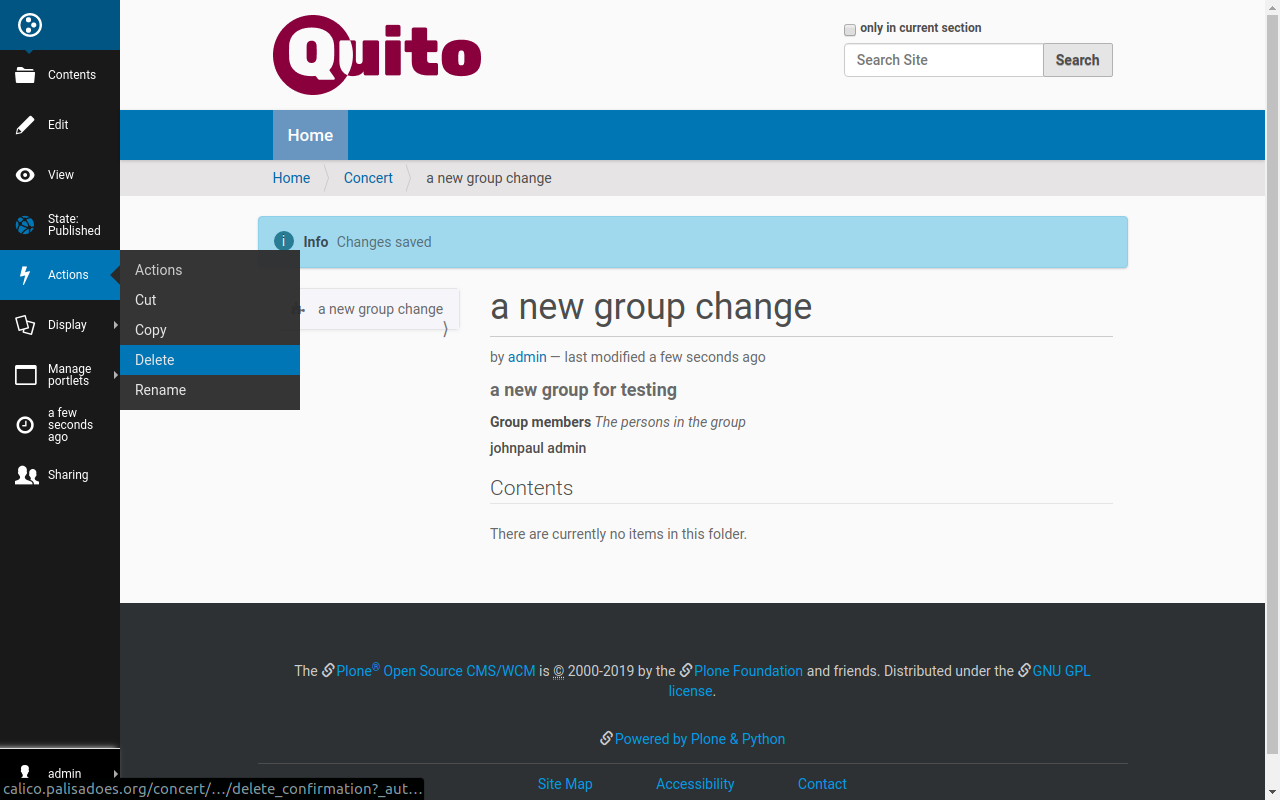 Quito
only in current section
Search Site
Search
Home
Home
Concert
a new group change
Contents
Edit
View
State:
Published
Actions
Display
Manage
portlets
a few
seconds
ago
Sharing
Actions
Cut
Copy
Delete
Rename
Info Changes saved
a new group change
a new group change
by admin — last modified a few seconds ago
a new group for testing
Group members The persons in the group
johnpaul admin
Contents
There are currently no items in this folder.
The Plone® Open Source CMS/WCM is © 2000-2019 by the Plone Foundation and friends. Distributed under the GNU GPL
license.
Powered by Plone & Python
Site Map
Accessibility
Contact
admin
calico.palisadoes.org/concert/…/delete_confirmation?_aut…